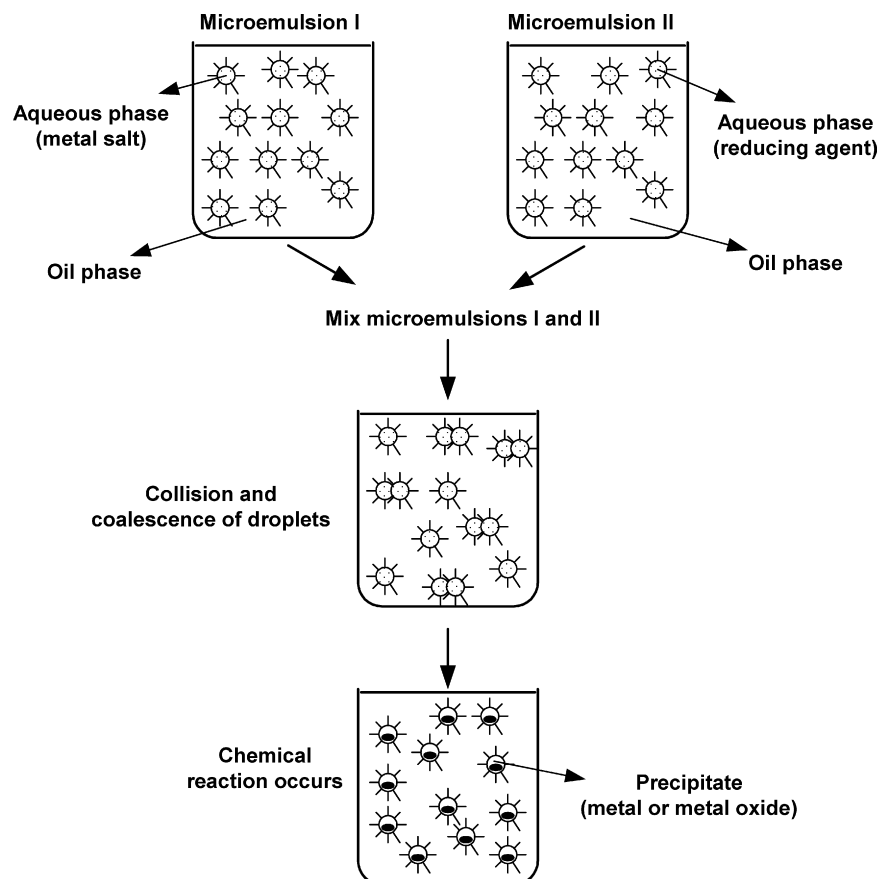 Microemulsion I
Microemulsion II
Aqueous phase
(metal salt)
Aqueous phase
(reducing agent)
Oil phase
Oil phase
Mix microemulsions I and II
Collision and
coalescence of droplets
Chemical
reaction occurs
Precipitate
(metal or metal oxide)